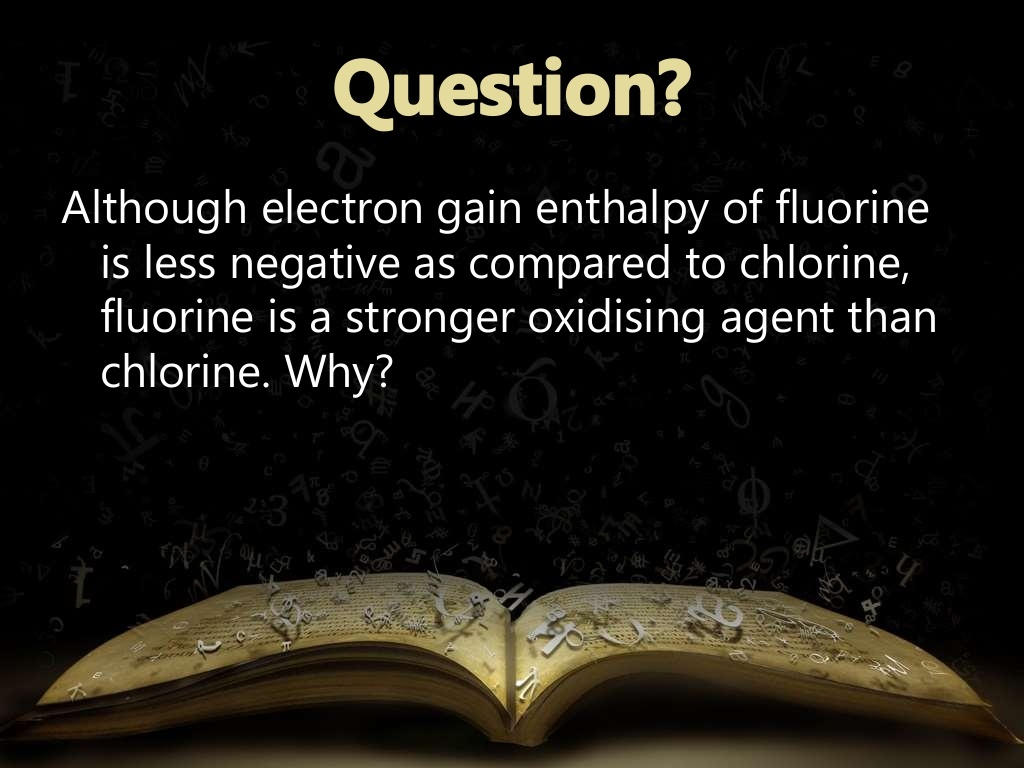 Question?
Although electron gain enthalpy of fluorine
is less negative as compared to chlorine,
fluorine is a stronger oxidising agent than
chlorine. Why?